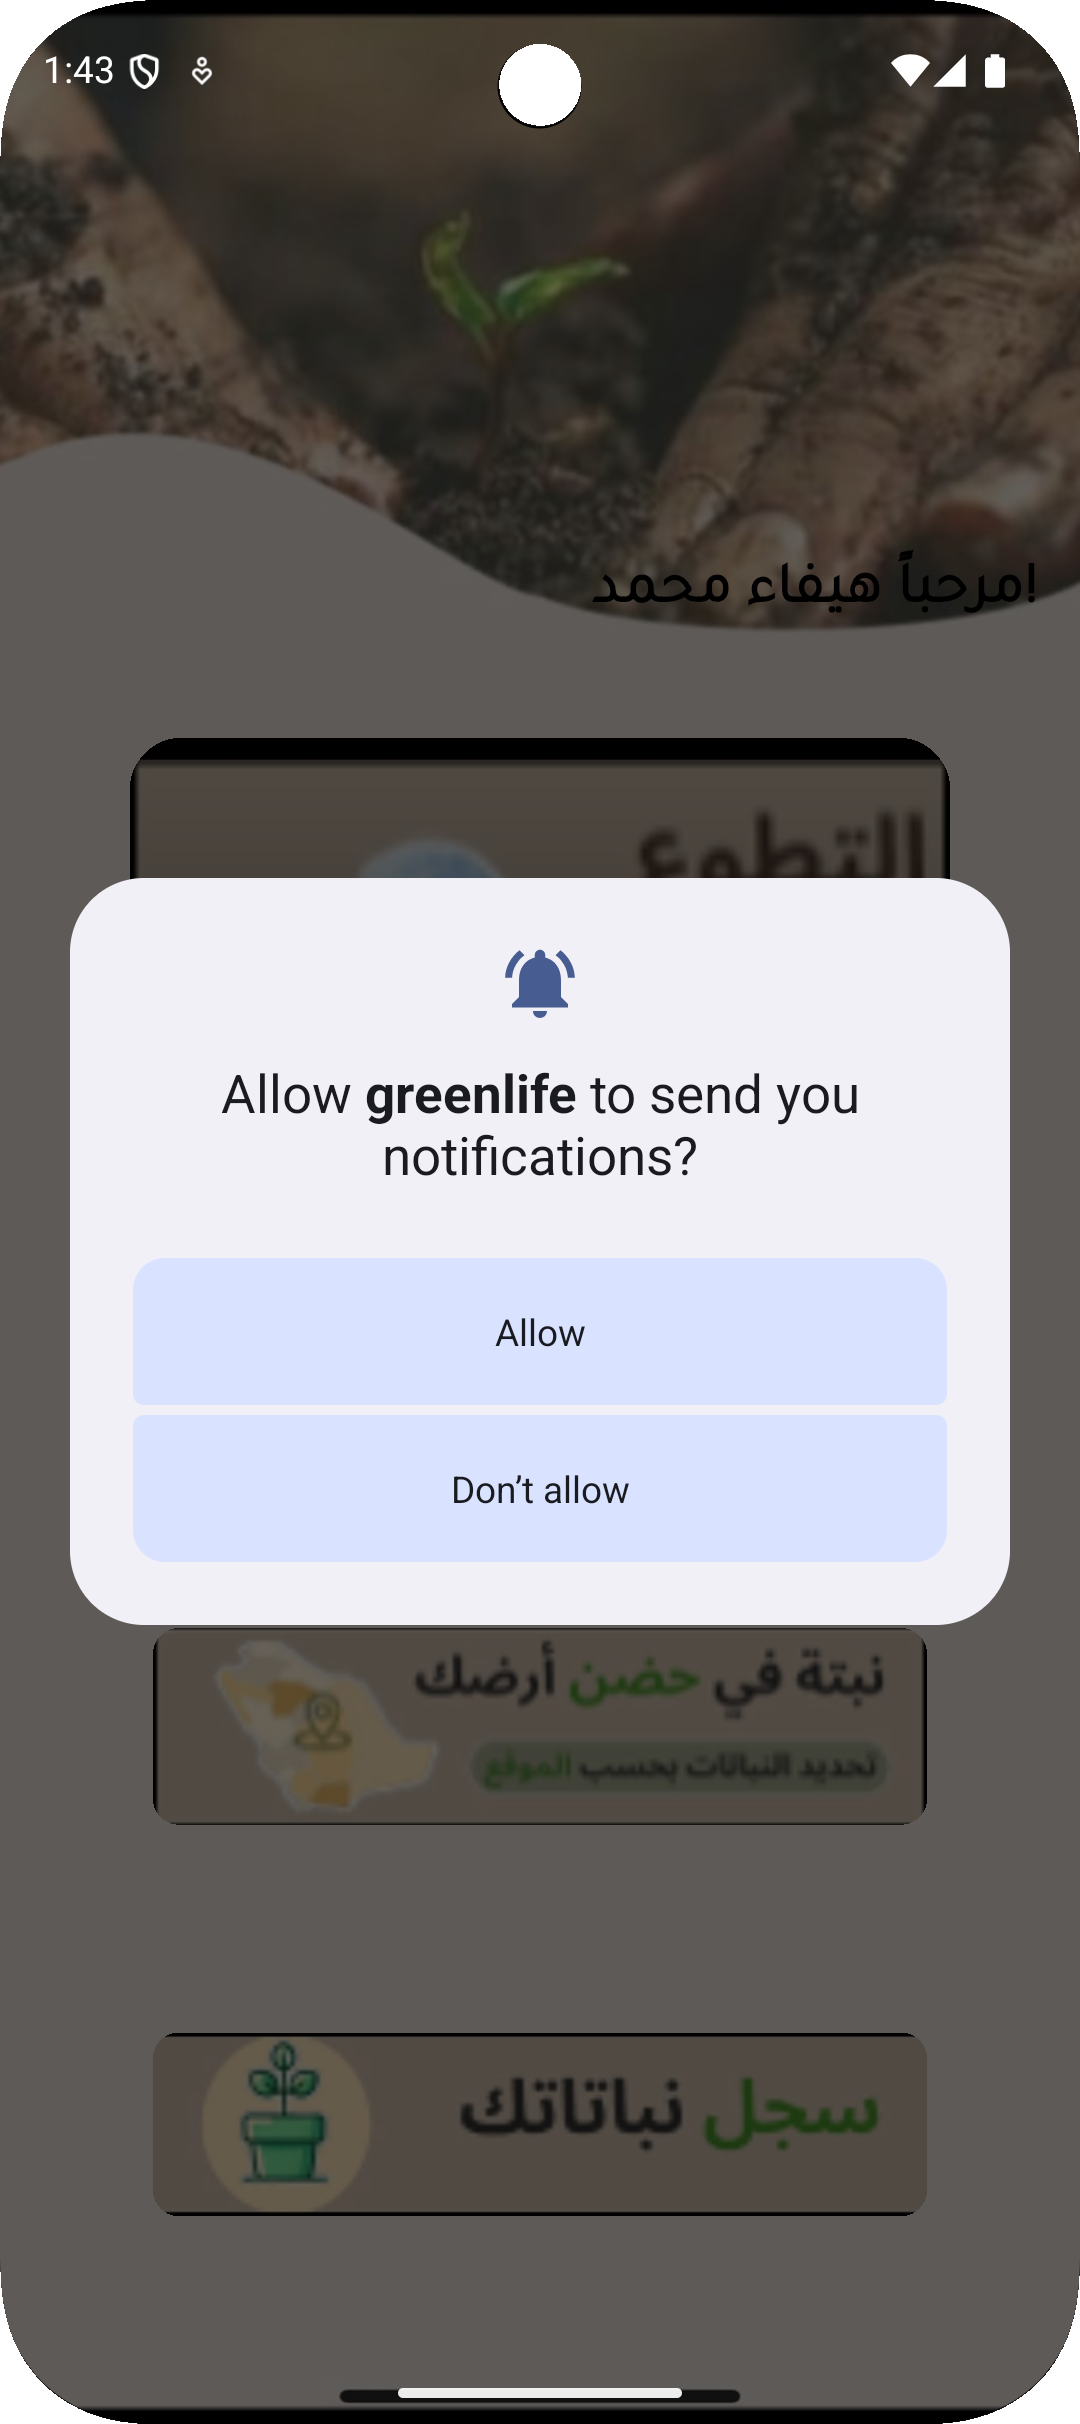 1:43
مرحباً هيفاء محمد!
التطوع
Allow greenlife to send you
notifications?
Allow
Don't allow
نبتة في حضن أرضك
تحديد النباتات بحسب الموقع
سجل نباتاتك